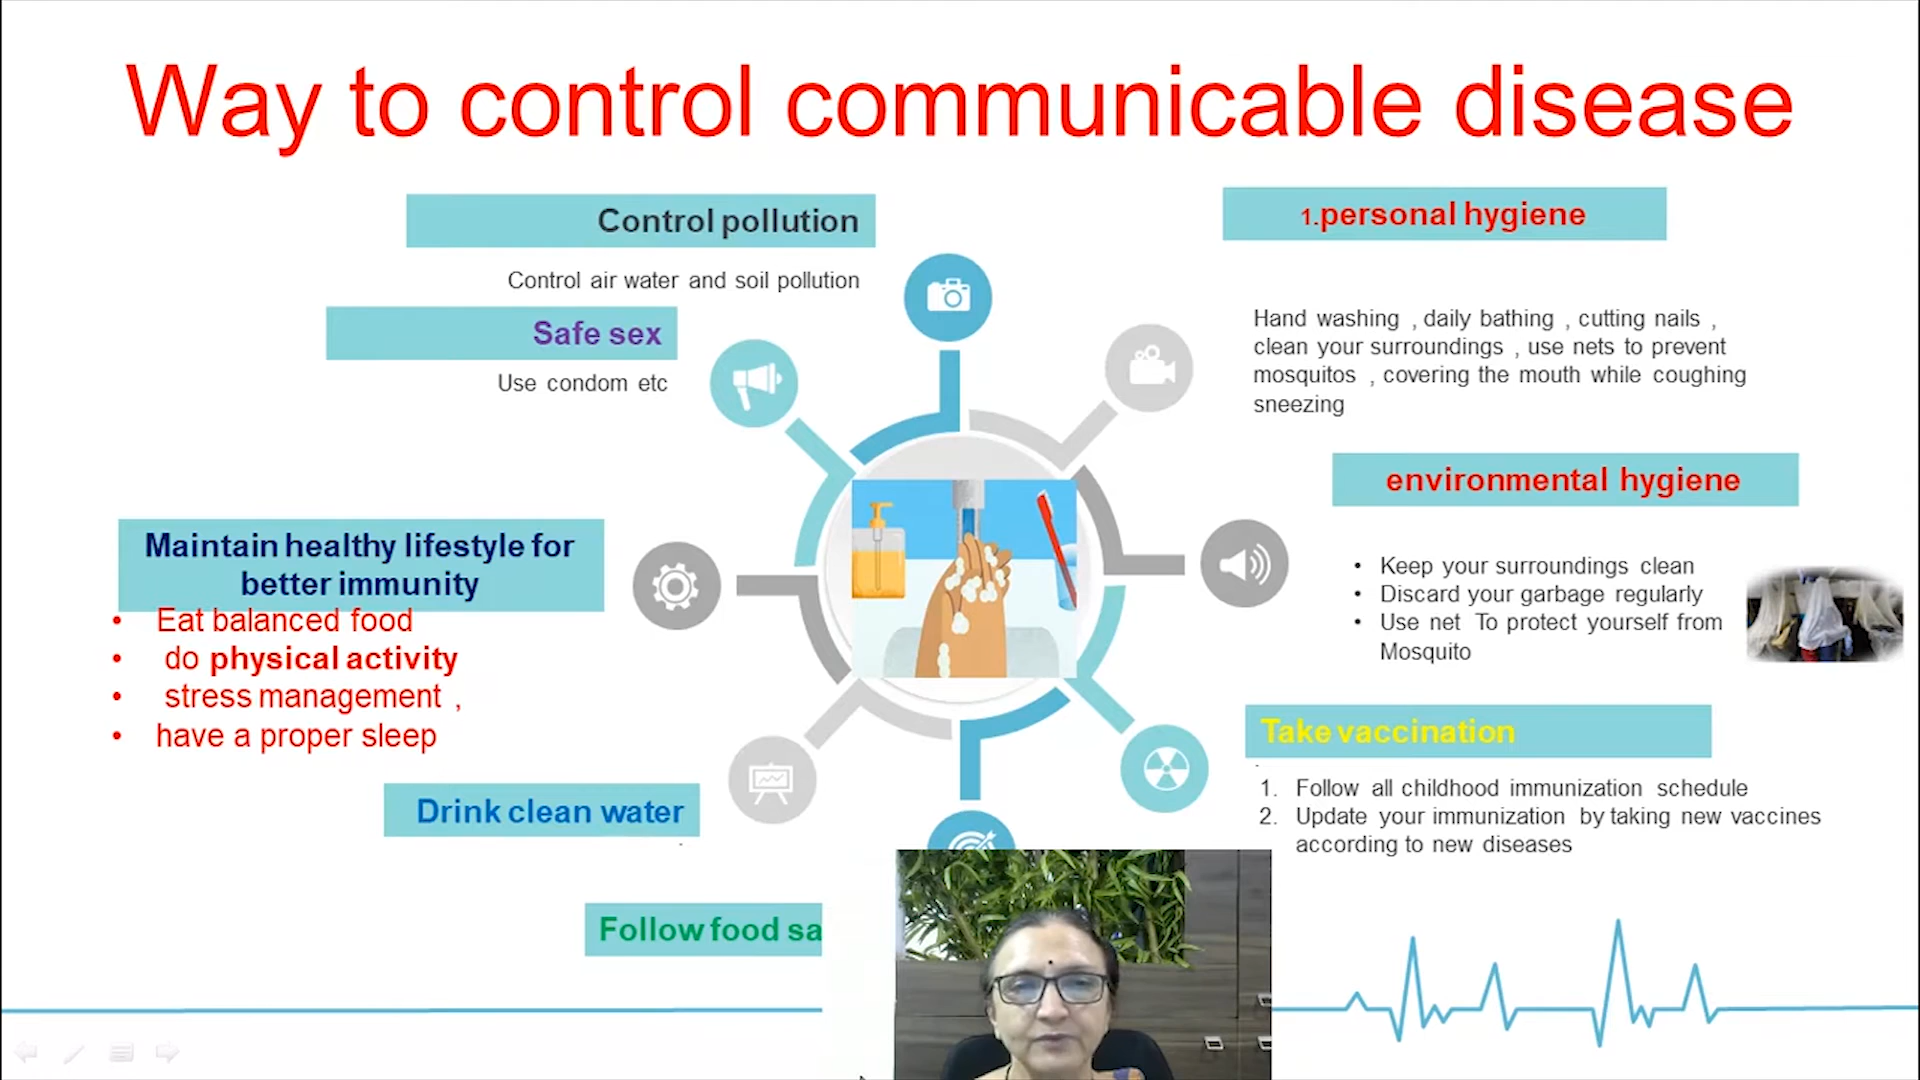 Way to control communicable disease
Control pollution
Control air water and soil pollution
Safe sex
Use condom etc
Maintain healthy lifestyle for
better immunity
• Eat balanced food
• do physical activity
• stress management ,
• have a proper sleep
Drink clean water
Follow food sa
1.personal hygiene
Hand washing , daily bathing , cutting nails ,
clean your surroundings , use nets to prevent
mosquitos , covering the mouth while coughing
sneezing
environmental hygiene
• Keep your surroundings clean
• Discard your garbage regularly
• Use net To protect yourself from
Mosquito
Take vaccination
1. Follow all childhood immunization schedule
2. Update your immunization by taking new vaccines
according to new diseases